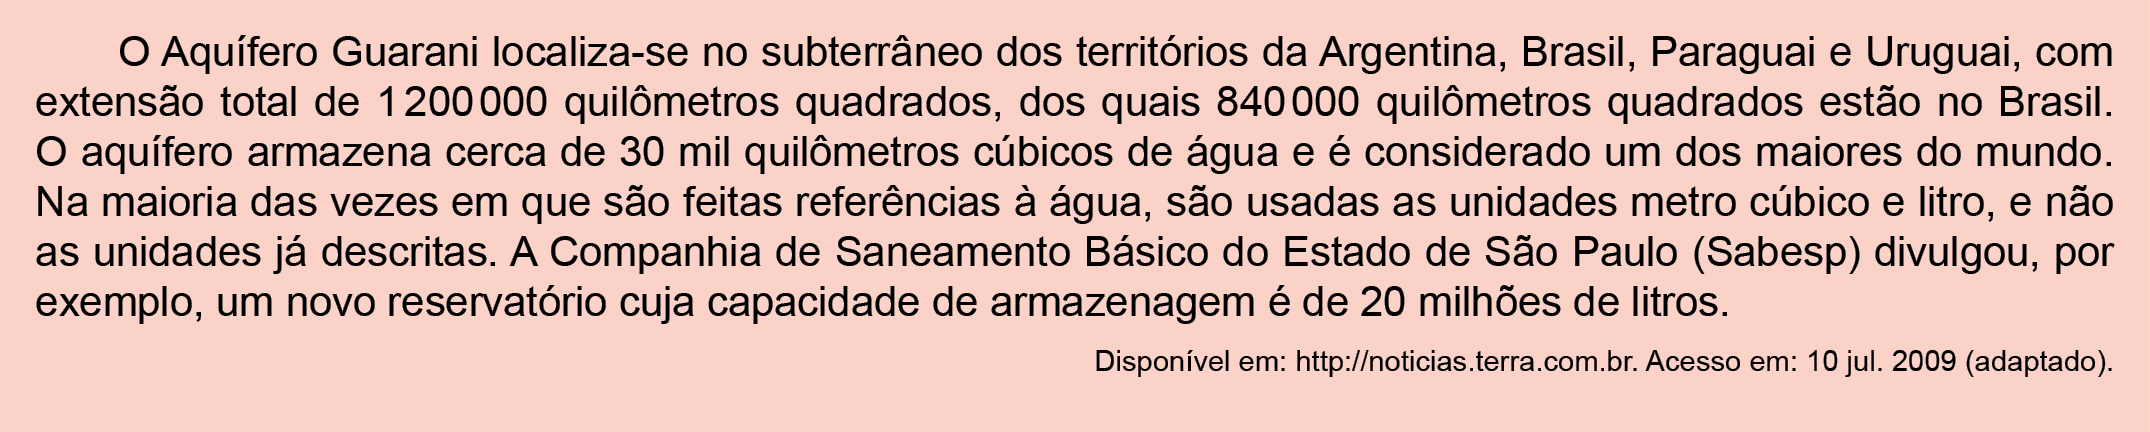 O Aquífero Guarani localiza-se no subterrâneo dos territórios da Argentina, Brasil, Paraguai e Uruguai, com
extensão total de 1 200 000 quilômetros quadrados, dos quais 840 000 quilômetros quadrados estão no Brasil.
O aquífero armazena cerca de 30 mil quilômetros cúbicos de água e é considerado um dos maiores do mundo.
Na maioria das vezes em que são feitas referências à água, são usadas as unidades metro cúbico e litro, e não
as unidades já descritas. A Companhia de Saneamento Básico do Estado de São Paulo (Sabesp) divulgou, por
exemplo, um novo reservatório cuja capacidade de armazenagem é de 20 milhões de litros.
Disponível em: http://noticias.terra.com.br. Acesso em: 10 jul. 2009 (adaptado).